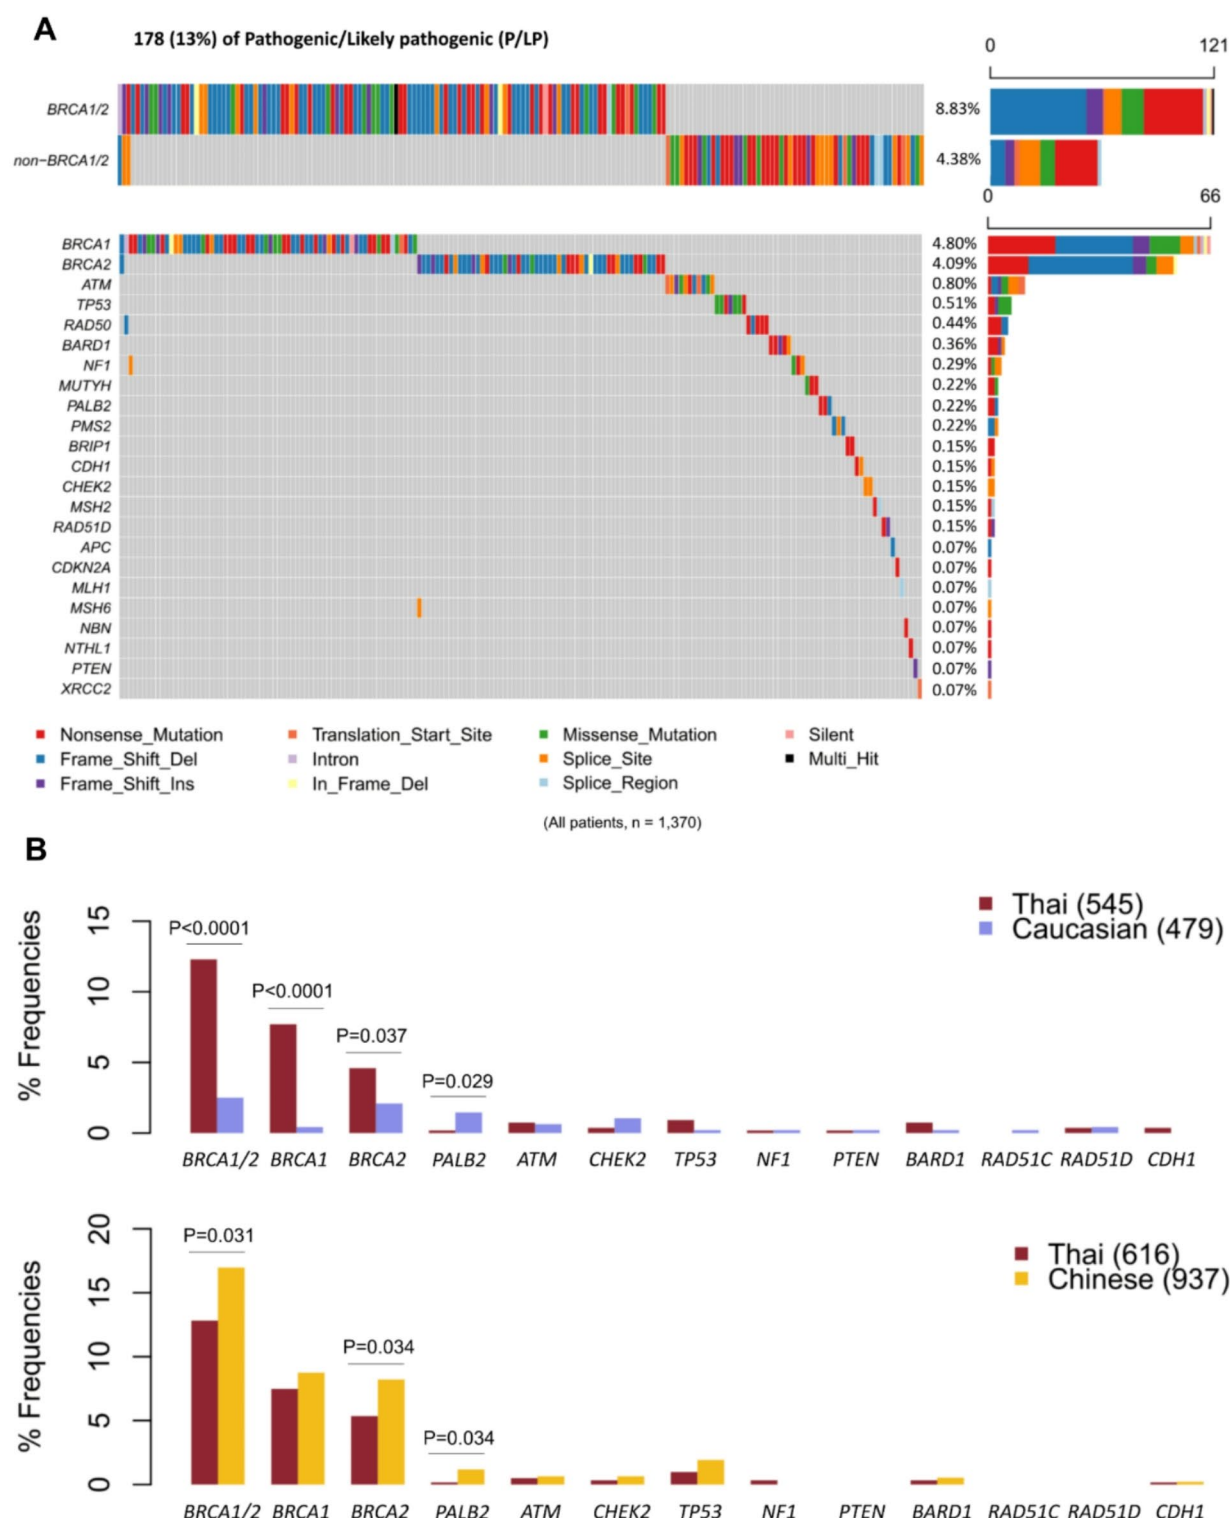 A
178 (13%) of Pathogenic/Likely pathogenic (P/LP)
0 121
BRCA1/2 8.83%
non−BRCA1/2 4.38%
0 66
BRCA1 4.80%
BRCA2 4.09%
ATM 0.80%
TP53 0.51%
RAD50 0.44%
BARD1 0.36%
NF1 0.29%
MUTYH 0.22%
PALB2 0.22%
PMS2 0.22%
BRIP1 0.15%
CDH1 0.15%
CHEK2 0.15%
MSH2 0.15%
RAD51D 0.15%
APC 0.07%
CDKN2A 0.07%
MLH1 0.07%
MSH6 0.07%
NBN 0.07%
NTHL1 0.07%
PTEN 0.07%
XRCC2 0.07%
Nonsense_Mutation Translation_Start_Site Missense_Mutation Silent
Frame_Shift_Del Intron Splice_Site Multi_Hit
Frame_Shift_Ins In_Frame_Del Splice_Region
(All patients, n = 1,370)
B
% Frequencies
15
10
5
0
P<0.0001
P<0.0001
P=0.037
P=0.029
Thai (545)
Caucasian (479)
BRCA1/2 BRCA1 BRCA2 PALB2 ATM CHEK2 TP53 NF1 PTEN BARD1 RAD51C RAD51D CDH1
% Frequencies
20
15
10
5
0
P=0.031
P=0.034
P=0.034
Thai (616)
Chinese (937)
BRCA1/2 BRCA1 BRCA2 PALB2 ATM CHEK2 TP53 NF1 PTEN BARD1 RAD51C RAD51D CDH1